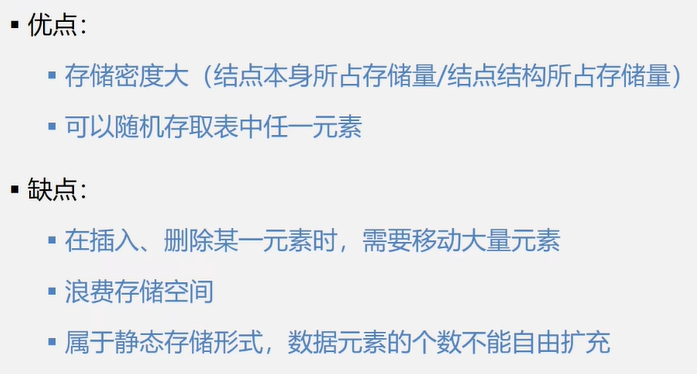 ▪ 优点：
▪ 存储密度大（结点本身所占存储量/结点结构所占存储量）
▪ 可以随机存取表中任一元素
▪ 缺点：
▪ 在插入、删除某一元素时，需要移动大量元素
▪ 浪费存储空间
▪ 属于静态存储形式，数据元素的个数不能自由扩充